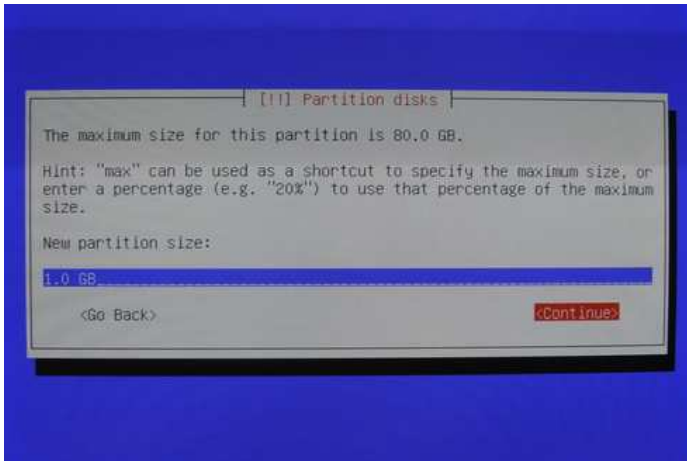 [!!] Partition disks
The maximum size for this partition is 80.0 GB.
Hint: "max" can be used as a shortcut to specify the maximum size, or
enter a percentage (e.g. "20%") to use that percentage of the maximum
size.
New partition size:
1.0 GB
<Go Back>
<Continue>